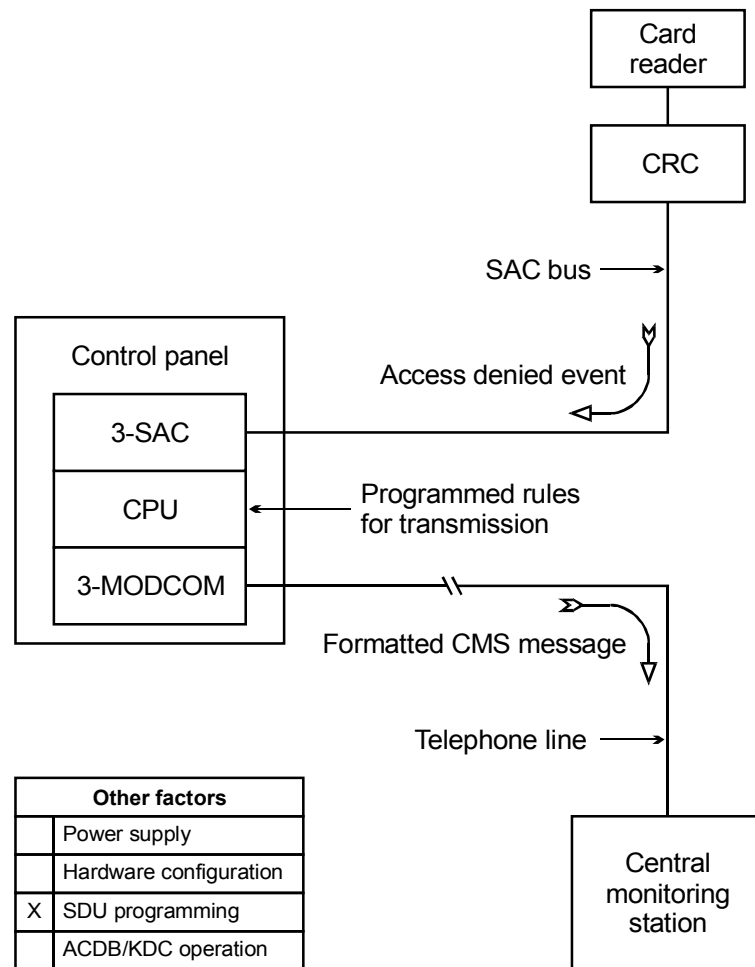 Card
reader
CRC
SAC bus
Control panel
Access denied event
3-SAC
CPU
Programmed rules
for transmission
3-MODCOM
Formatted CMS message
Telephone line
Other factors
Power supply
Hardware configuration
X SDU programming
ACDB/KDC operation
Central
monitoring
station